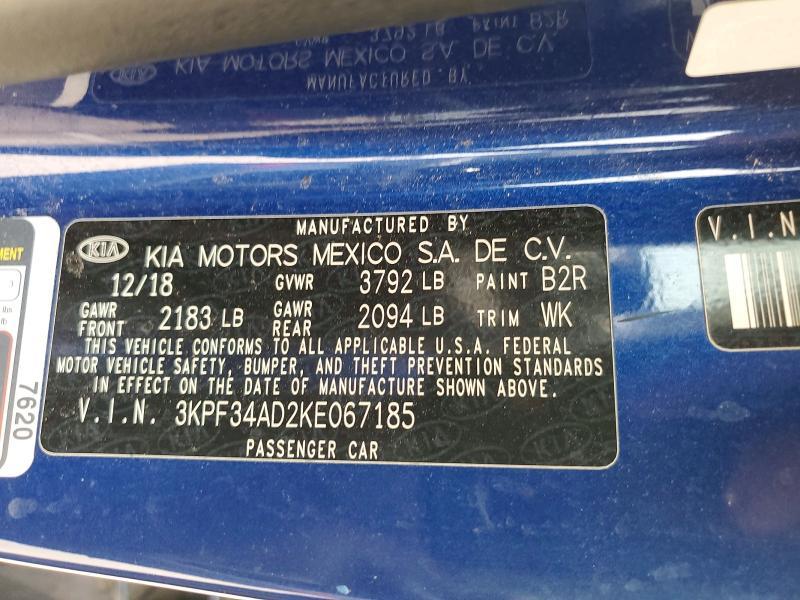 MANUFACTURED BY
KIA KIA MOTORS MEXICO S.A. DE C.V.
12/18 GVWR 3792 LB PAINT B2R
GAWR FRONT 2183 LB GAWR REAR 2094 LB TRIM WK
THIS VEHICLE CONFORMS TO ALL APPLICABLE U.S.A. FEDERAL
MOTOR VEHICLE SAFETY, BUMPER, AND THEFT PREVENTION STANDARDS
IN EFFECT ON THE DATE OF MANUFACTURE SHOWN ABOVE.
V.I.N. 3KPF34AD2KE067185
PASSENGER CAR
V.I.N
7620